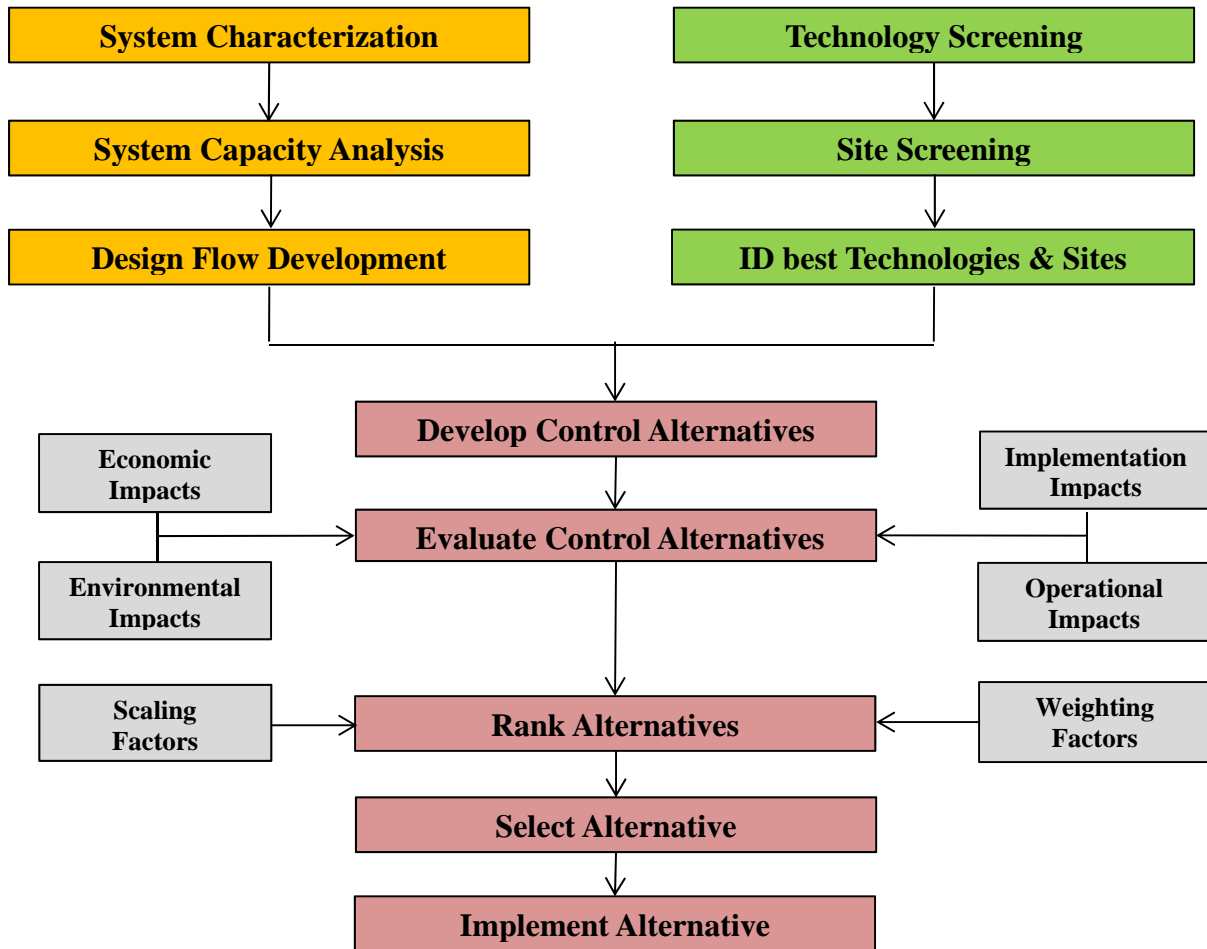 System Characterization
Technology Screening
System Capacity Analysis
Site Screening
Design Flow Development
ID best Technologies & Sites
Develop Control Alternatives
Economic
Impacts
Implementation
Impacts
Evaluate Control Alternatives
Environmental
Impacts
Operational
Impacts
Scaling
Factors
Rank Alternatives
Weighting
Factors
Select Alternative
Implement Alternative